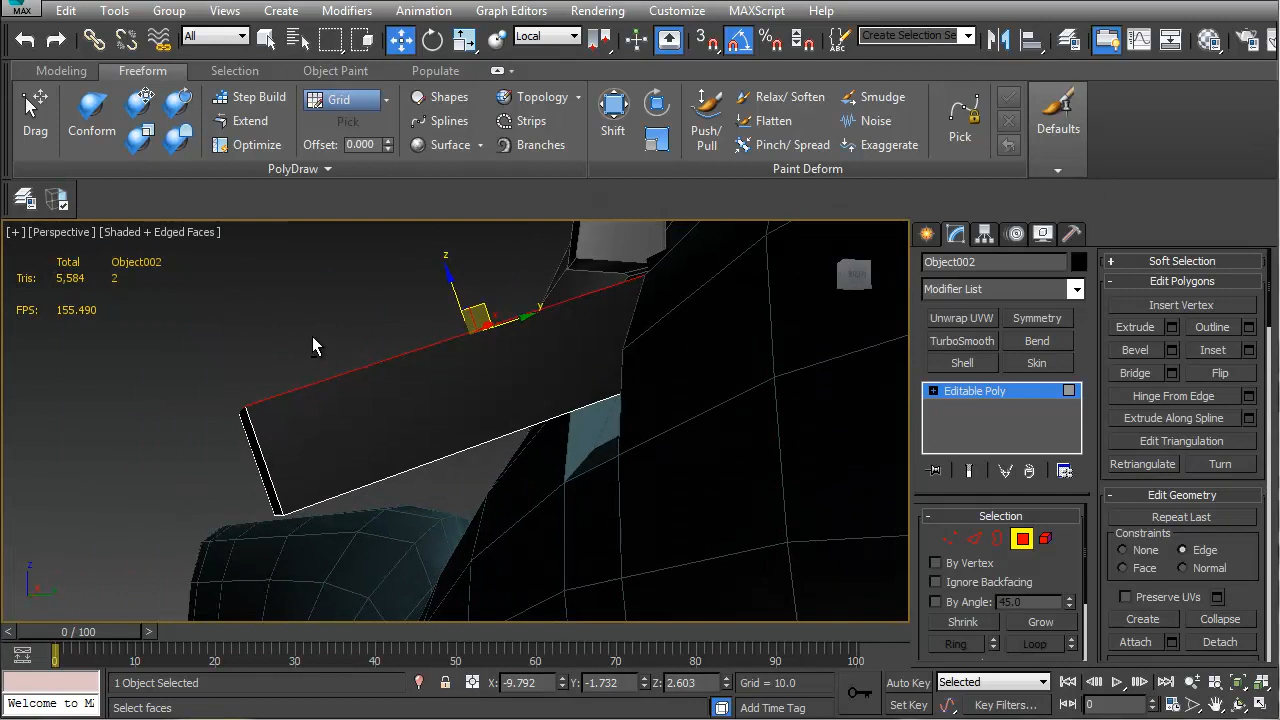 MAX Edit Tools Group Views Create Modifiers Animation Graph Editors Rendering Customize MAXScript Help
All Local 3 Create Selection Se
Modeling Freeform Selection Object Paint Populate
Drag Conform Step Build Extend Optimize
Grid Pick Offset: 0.000
Shapes Splines Surface Topology Strips Branches
Shift Push/Pull Relax/ Soften Flatten Pinch/ Spread Smudge Noise Exaggerate Pick Defaults
PolyDraw Paint Deform
[+] [Perspective ] [Shaded + Edged Faces ]
Total Object002
Tris: 5,584 2
FPS: 155.490
z
y
x
z
Object002
Modifier List
Unwrap UVW Symmetry
TurboSmooth Bend
Shell Skin
Editable Poly
Selection
By Vertex
Ignore Backfacing
By Angle: 45.0
Shrink Grow
Ring Loop
Soft Selection
Edit Polygons
Insert Vertex
Extrude Outline
Bevel Inset
Bridge Flip
Hinge From Edge
Extrude Along Spline
Edit Triangulation
Retriangulate Turn
Edit Geometry
Repeat Last
Constraints
None Edge
Face Normal
Preserve UVs
Create Collapse
Attach Detach
< 0 / 100 >
0 10 20 30 40 50 60 70 80 90 100
1 Object Selected X: -9.792 Y: -1.732 Z: 2.603 Grid = 10.0 Auto Key Selected
Welcome to M Select faces Add Time Tag Set Key Key Filters... 0